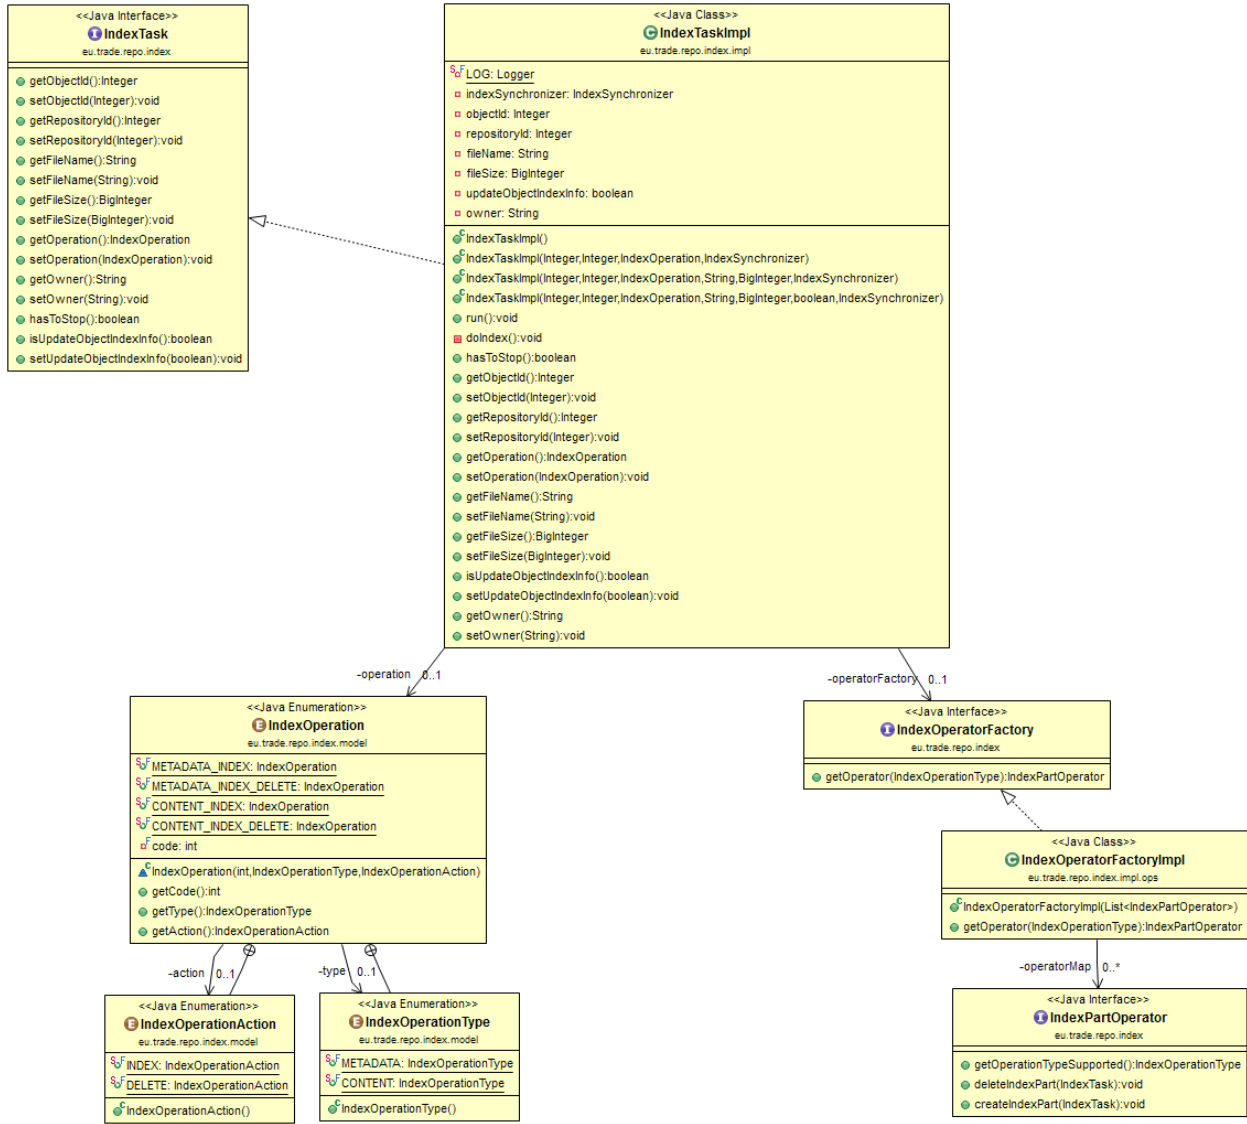 <<Java Interface>>
IndexTask
eu.trade.repo.index
getObjectId():Integer
setObjectId(Integer):void
getRepositoryId():Integer
setRepositoryId(Integer):void
getFileName():String
setFileName(String):void
getFileSize():BigInteger
setFileSize(BigInteger):void
getOperation():IndexOperation
setOperation(IndexOperation):void
getOwner():String
setOwner(String):void
hasToStop():boolean
isUpdateObjectIndexInfo():boolean
setUpdateObjectIndexInfo(boolean):void
<<Java Class>>
IndexTaskImpl
eu.trade.repo.index.impl
LOG: Logger
indexSynchronizer: IndexSynchronizer
objectId: Integer
repositoryId: Integer
fileName: String
fileSize: BigInteger
updateObjectIndexInfo: boolean
owner: String
IndexTaskImpl()
IndexTaskImpl(Integer,Integer,IndexOperation,IndexSynchronizer)
IndexTaskImpl(Integer,Integer,IndexOperation,String,BigInteger,IndexSynchronizer)
IndexTaskImpl(Integer,Integer,IndexOperation,String,BigInteger,boolean,IndexSynchronizer)
run():void
doIndex():void
hasToStop():boolean
getObjectId():Integer
setObjectId(Integer):void
getRepositoryId():Integer
setRepositoryId(Integer):void
getOperation():IndexOperation
setOperation(IndexOperation):void
getFileName():String
setFileName(String):void
getFileSize():BigInteger
setFileSize(BigInteger):void
isUpdateObjectIndexInfo():boolean
setUpdateObjectIndexInfo(boolean):void
getOwner():String
setOwner(String):void
-operation 0..1
-operatorFactory 0..1
<<Java Enumeration>>
IndexOperation
eu.trade.repo.index.model
METADATA_INDEX: IndexOperation
METADATA_INDEX_DELETE: IndexOperation
CONTENT_INDEX: IndexOperation
CONTENT_INDEX_DELETE: IndexOperation
code: int
IndexOperation(int,IndexOperationType,IndexOperationAction)
getCode():int
getType():IndexOperationType
getAction():IndexOperationAction
<<Java Interface>>
IndexOperatorFactory
eu.trade.repo.index
getOperator(IndexOperationType):IndexPartOperator
<<Java Class>>
IndexOperatorFactoryImpl
eu.trade.repo.index.impl.ops
IndexOperatorFactoryImpl(List<IndexPartOperator>)
getOperator(IndexOperationType):IndexPartOperator
-action 0..1
-type 0..1
-operatorMap 0..*
<<Java Enumeration>>
IndexOperationAction
eu.trade.repo.index.model
INDEX: IndexOperationAction
DELETE: IndexOperationAction
IndexOperationAction()
<<Java Enumeration>>
IndexOperationType
eu.trade.repo.index.model
METADATA: IndexOperationType
CONTENT: IndexOperationType
IndexOperationType()
<<Java Interface>>
IndexPartOperator
eu.trade.repo.index
getOperationTypeSupported():IndexOperationType
deleteIndexPart(IndexTask):void
createIndexPart(IndexTask):void